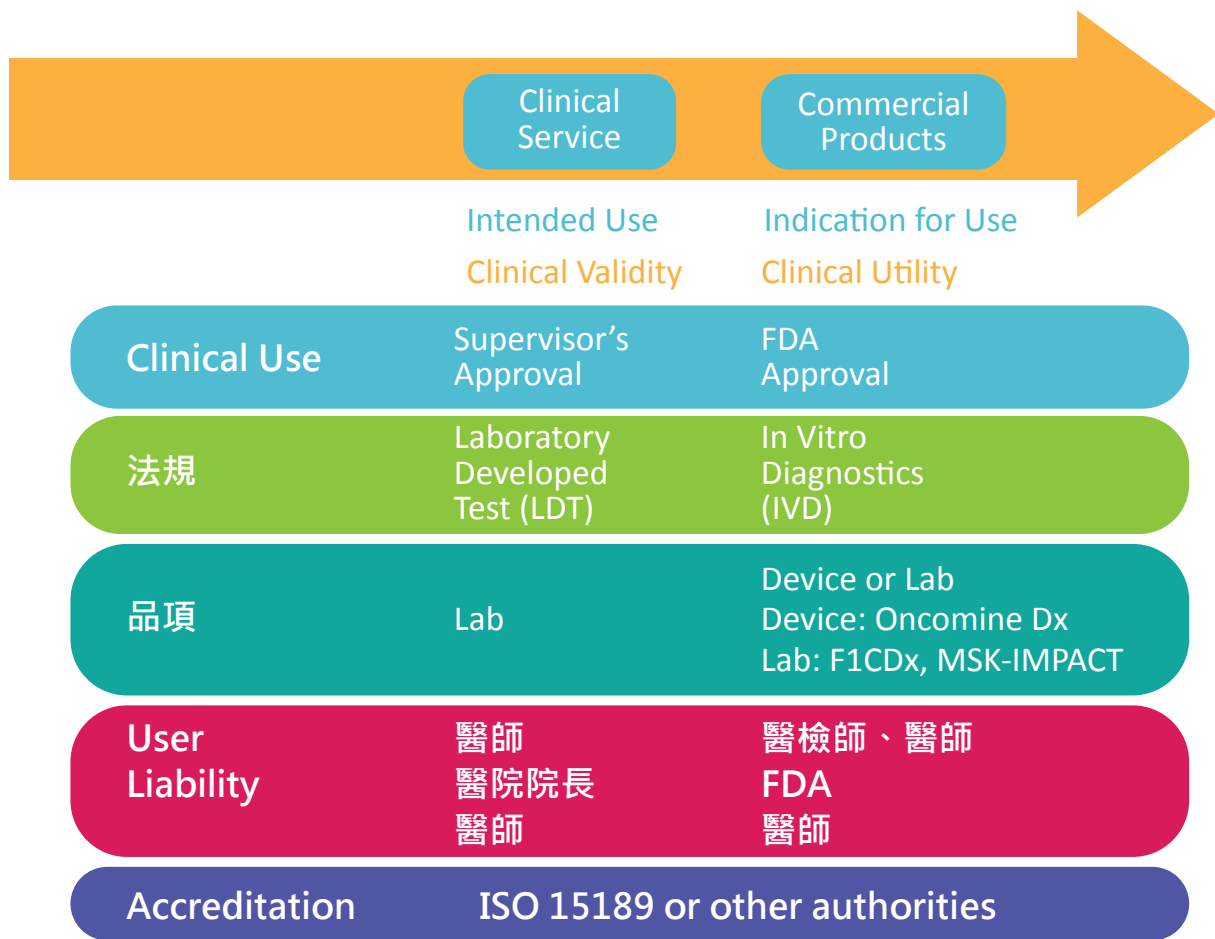 Clinical
Service
Commercial
Products
Intended Use
Indication for Use
Clinical Validity
Clinical Utility
Clinical Use
Supervisor’s
Approval
FDA
Approval
法規
Laboratory
Developed
Test (LDT)
In Vitro
Diagnostics
(IVD)
品項
Lab
Device or Lab
Device: Oncomine Dx
Lab: F1CDx, MSK-IMPACT
User
Liability
醫師
醫院院長
醫師
醫檢師、醫師
FDA
醫師
Accreditation
ISO 15189 or other authorities